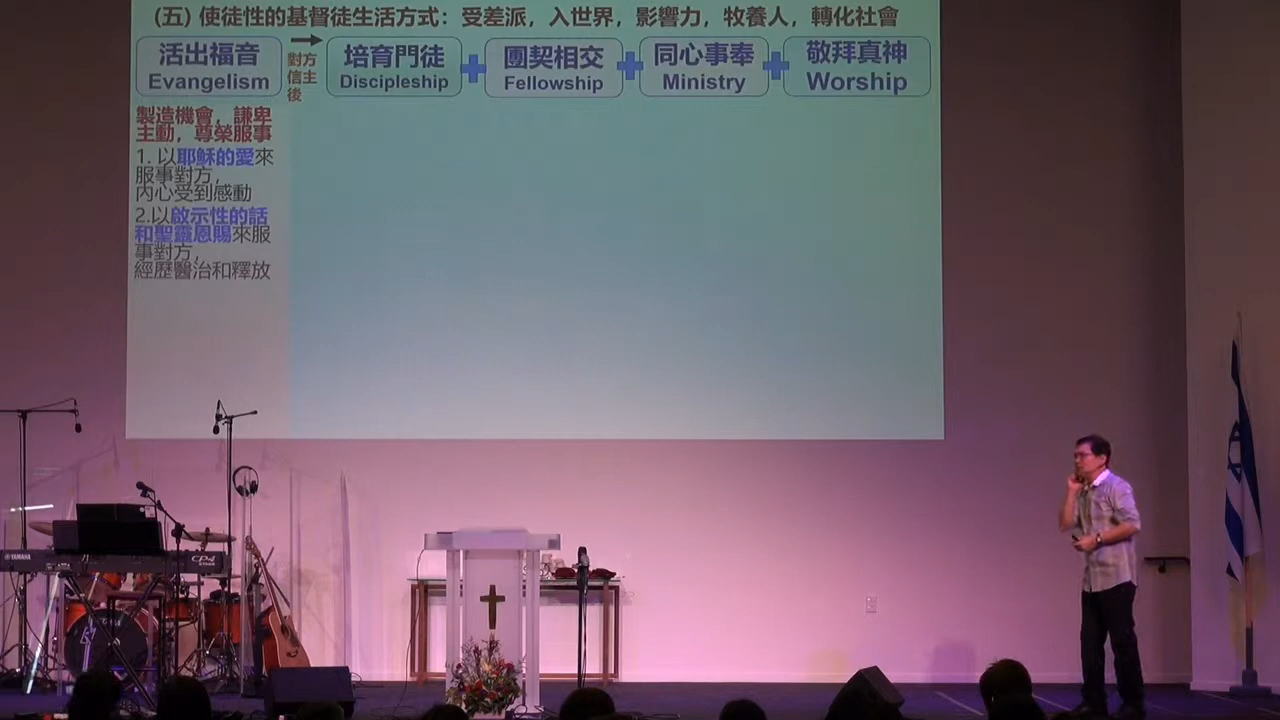 (五) 使徒性的基督徒生活方式：受差派，入世界，影響力，牧養人，轉化社會
活出福音
Evangelism
對方
信主
後
培育門徒
Discipleship
團契相交
Fellowship
同心事奉
Ministry
敬拜真神
Worship
製造機會，謙卑
主動，尊榮服事
1. 以耶穌的愛來
服事對方，
內心受到感動
2.以啟示性的話
和聖靈恩賜來服
事對方，
經歷醫治和釋放
YAMAHA
CP4